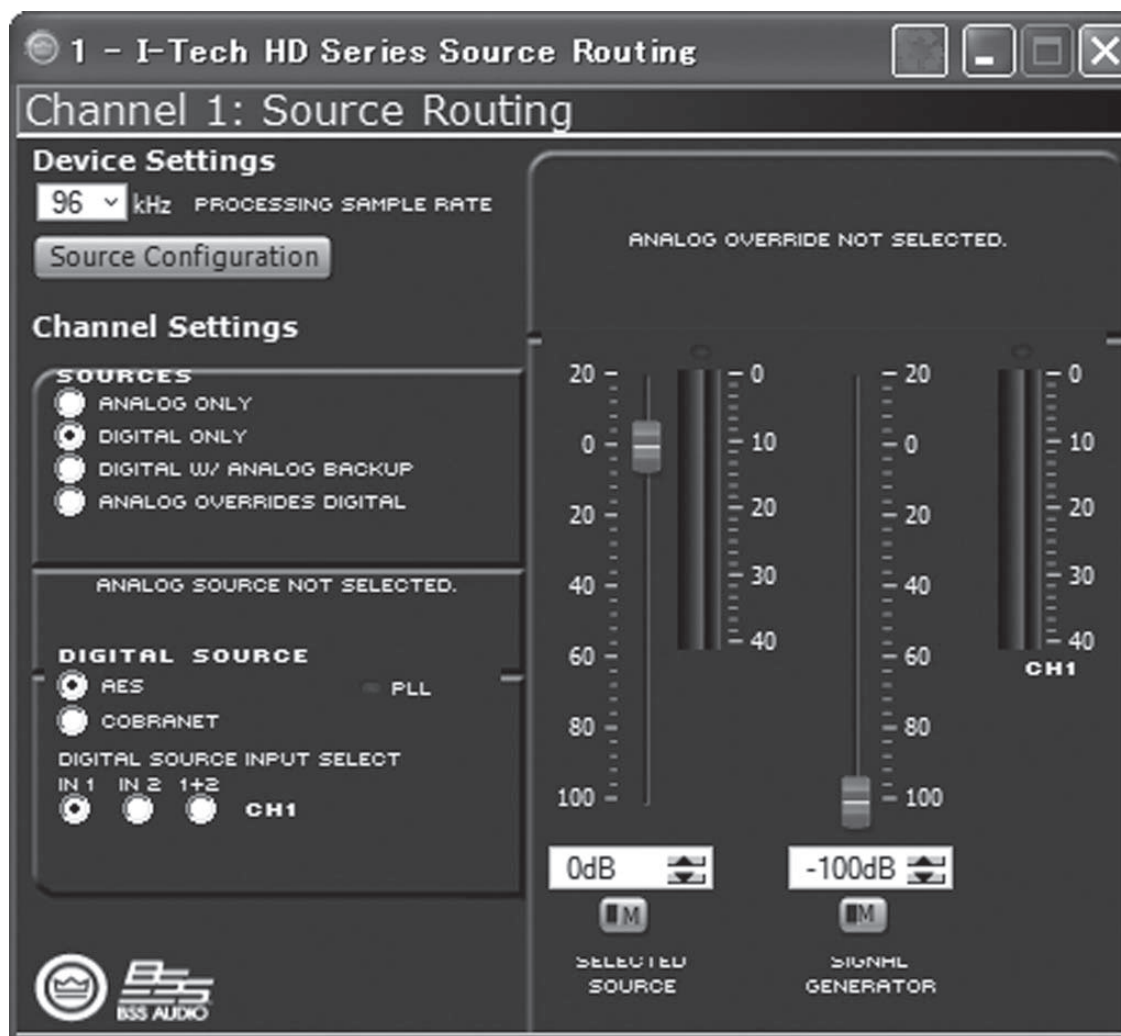 1 - I-Tech HD Series Source Routing
Channel 1: Source Routing
Device Settings
96 kHz PROCESSING SAMPLE RATE
Source Configuration
Channel Settings
SOURCES
ANALOG ONLY
DIGITAL ONLY
DIGITAL W/ ANALOG BACKUP
ANALOG OVERRIDES DIGITAL
ANALOG SOURCE NOT SELECTED.
DIGITAL SOURCE
AES PLL
COBRANET
DIGITAL SOURCE INPUT SELECT
IN 1 IN 2 1+2
CH1
BSS
BSS AUDIO
ANALOG OVERRIDE NOT SELECTED.
20 0 20 0
0 10 0 10
20 20 20 20
40 30 40 30
60 40 60 40
CH1
80 80
100 100
0dB -100dB
M M
SELECTED SIGNAL
SOURCE GENERATOR